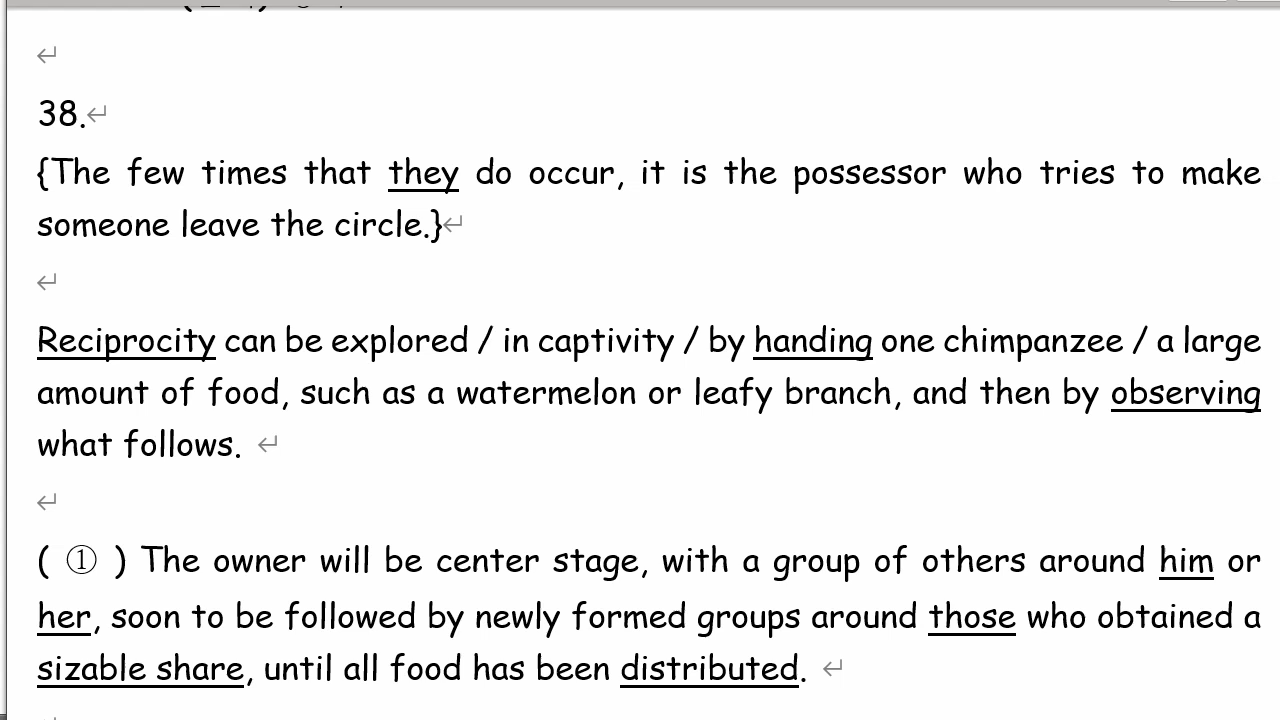 38.
{The few times that they do occur, it is the possessor who tries to make
someone leave the circle.}
Reciprocity can be explored / in captivity / by handing one chimpanzee / a large
amount of food, such as a watermelon or leafy branch, and then by observing
what follows.
( ① ) The owner will be center stage, with a group of others around him or
her, soon to be followed by newly formed groups around those who obtained a
sizable share, until all food has been distributed.